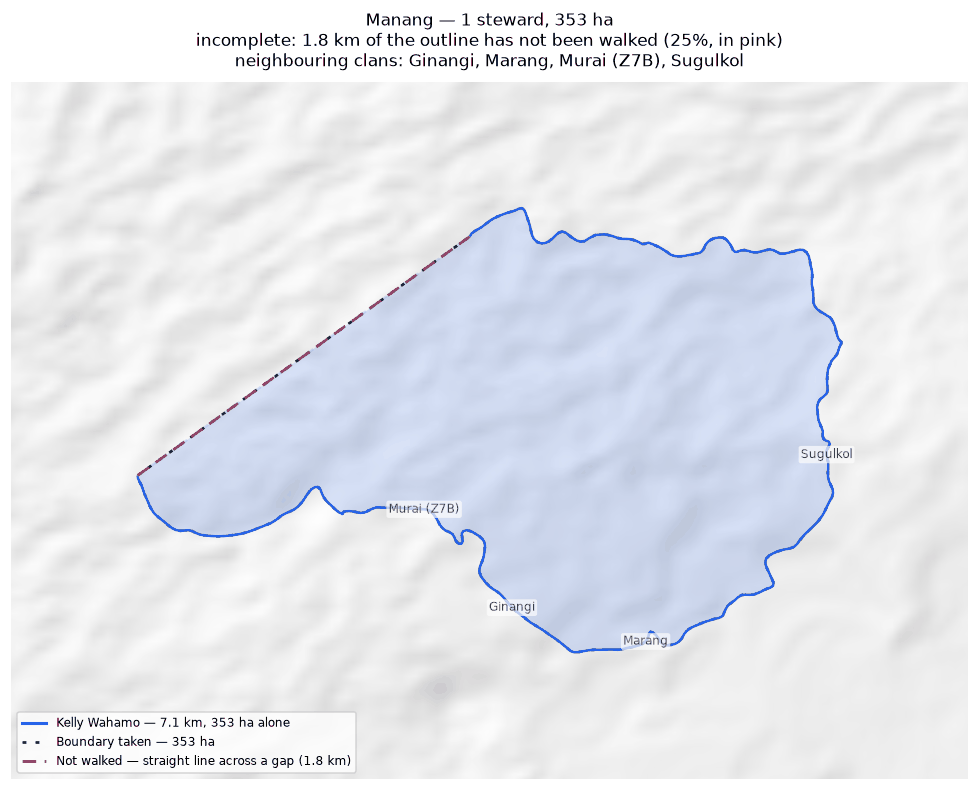 Manang — 1 steward, 353 ha
incomplete: 1.8 km of the outline has not been walked (25%, in pink)
neighbouring clans: Ginangi, Marang, Murai (Z7B), Sugulkol
Sugulkol
Murai (Z7B)
Ginangi
Marang
Kelly Wahamo — 7.1 km, 353 ha alone
Boundary taken — 353 ha
Not walked — straight line across a gap (1.8 km)